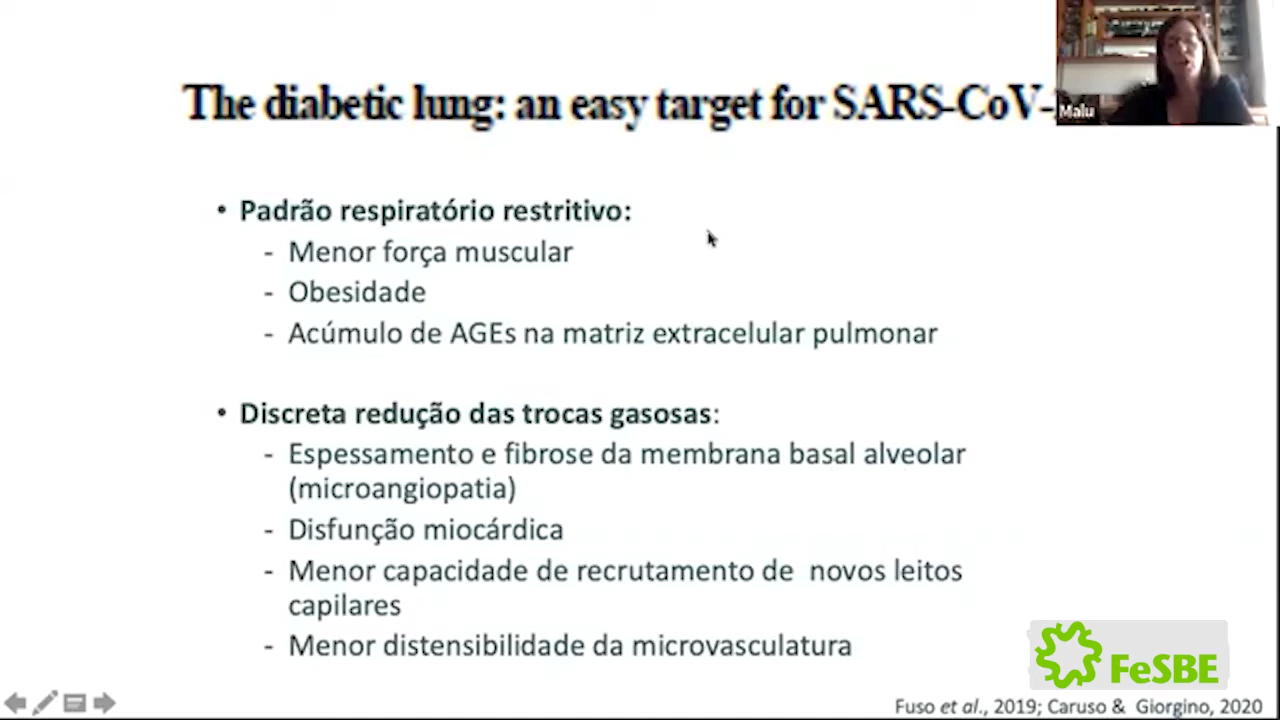 The diabetic lung: an easy target for SARS-CoV-
Malu
• Padrão respiratório restritivo:
- Menor força muscular
- Obesidade
- Acúmulo de AGEs na matriz extracelular pulmonar
• Discreta redução das trocas gasosas:
- Espessamento e fibrose da membrana basal alveolar
(microangiopatia)
- Disfunção miocárdica
- Menor capacidade de recrutamento de novos leitos
capilares
- Menor distensibilidade da microvasculatura
FeSBE
Fuso et al., 2019; Caruso & Giorgino, 2020